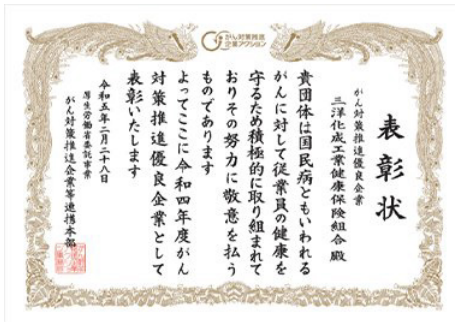 がん対策推進
企業アクション
表彰状
がん対策推進優良企業
三洋化成工業健康保険組合 殿
貴団体は国民病ともいわれる
がんに対して従業員の健康を
守るため積極的に取り組まれて
おりその努力に敬意を払う
ものであります
よってここに令和四年度がん
対策推進優良企業として
表彰いたします
令和五年二月二十八日
厚生労働省委託事業
がん対策推進企業等連携本部